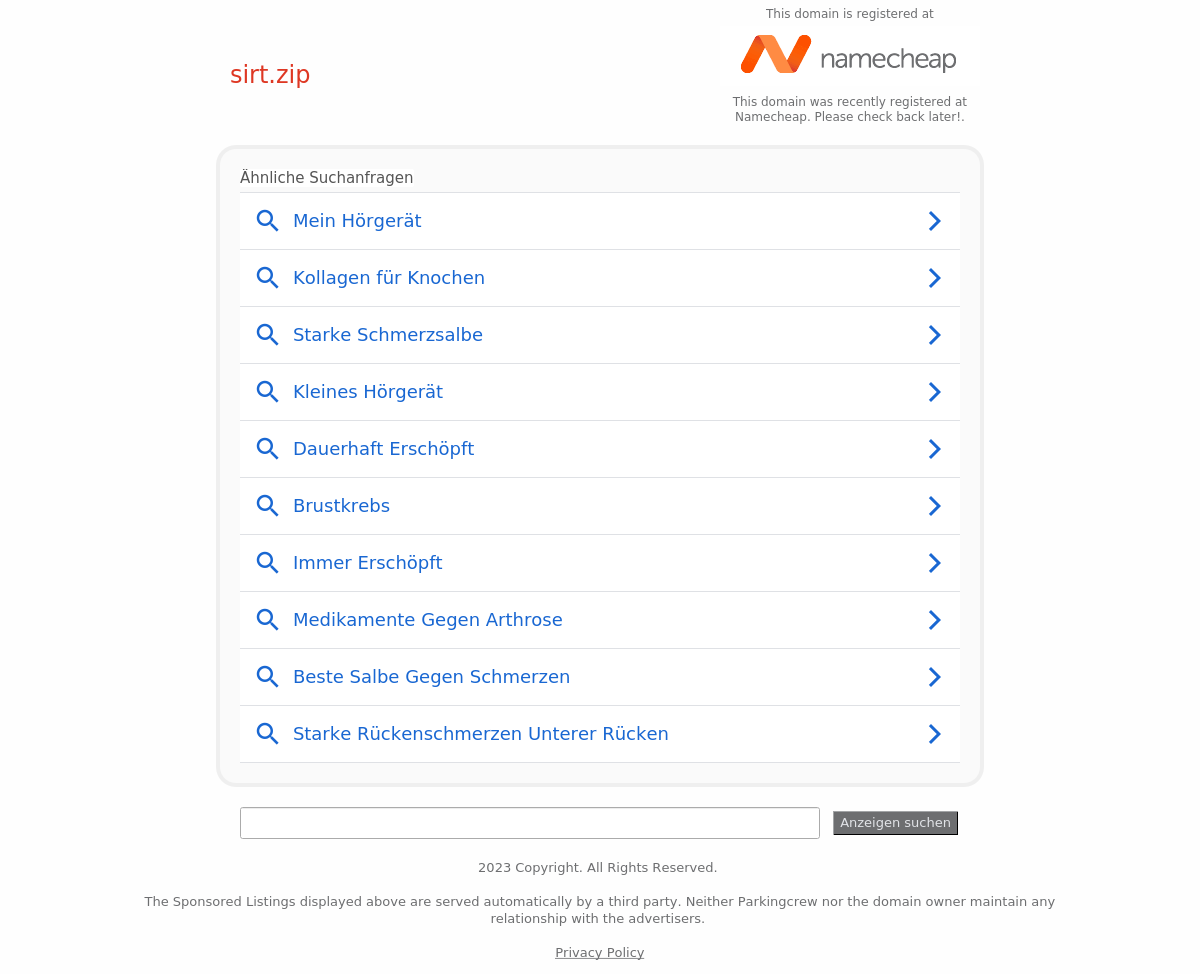 This domain is registered at
namecheap
sirt.zip
This domain was recently registered at
Namecheap. Please check back later!.
Ähnliche Suchanfragen
Mein Hörgerät
Kollagen für Knochen
Starke Schmerzsalbe
Kleines Hörgerät
Dauerhaft Erschöpft
Brustkrebs
Immer Erschöpft
Medikamente Gegen Arthrose
Beste Salbe Gegen Schmerzen
Starke Rückenschmerzen Unterer Rücken
Anzeigen suchen
2023 Copyright. All Rights Reserved.
The Sponsored Listings displayed above are served automatically by a third party. Neither Parkingcrew nor the domain owner maintain any
relationship with the advertisers.
Privacy Policy